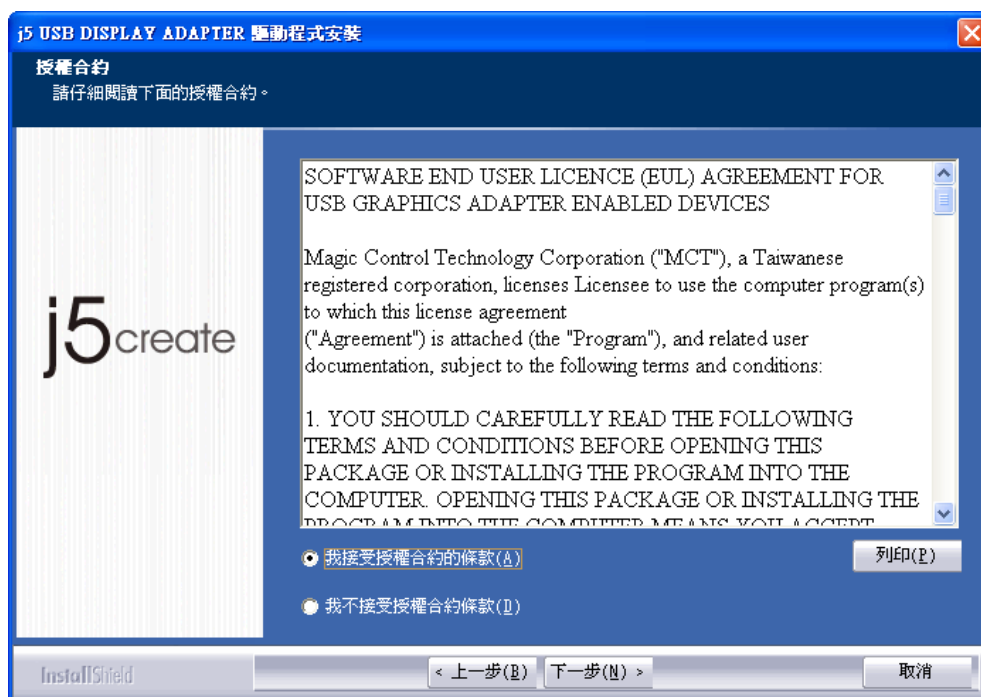 j5 USB DISPLAY ADAPTER 驅動程式安裝
授權合約
請仔細閱讀下面的授權合約。
j5create
SOFTWARE END USER LICENCE (EUL) AGREEMENT FOR
USB GRAPHICS ADAPTER ENABLED DEVICES
Magic Control Technology Corporation ("MCT"), a Taiwanese
registered corporation, licenses Licensee to use the computer program(s)
to which this license agreement
("Agreement") is attached (the "Program"), and related user
documentation, subject to the following terms and conditions:
1. YOU SHOULD CAREFULLY READ THE FOLLOWING
TERMS AND CONDITIONS BEFORE OPENING THIS
PACKAGE OR INSTALLING THE PROGRAM INTO THE
COMPUTER. OPENING THIS PACKAGE OR INSTALLING THE
PROGRAM INTO THE COMPUTER MEANS YOU ACCEPT
我接受授權合約的條款(A)
列印(P)
我不接受授權合約條款(D)
InstallShield
< 上一步(B)
下一步(N) >
取消